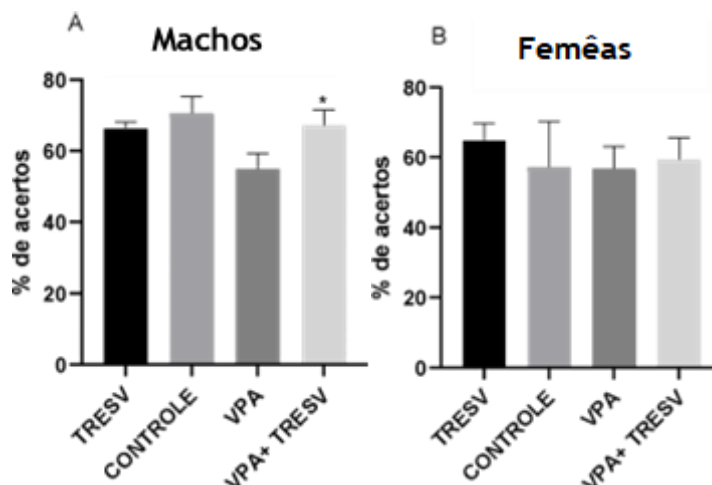 A
Machos
% de acertos
80
60
40
20
0
*
TRESV
CONTROLE
VPA
VPA+ TRESV
B
Femêas
% de acertos
80
60
40
20
0
TRESV
CONTROLE
VPA
VPA+ TRESV